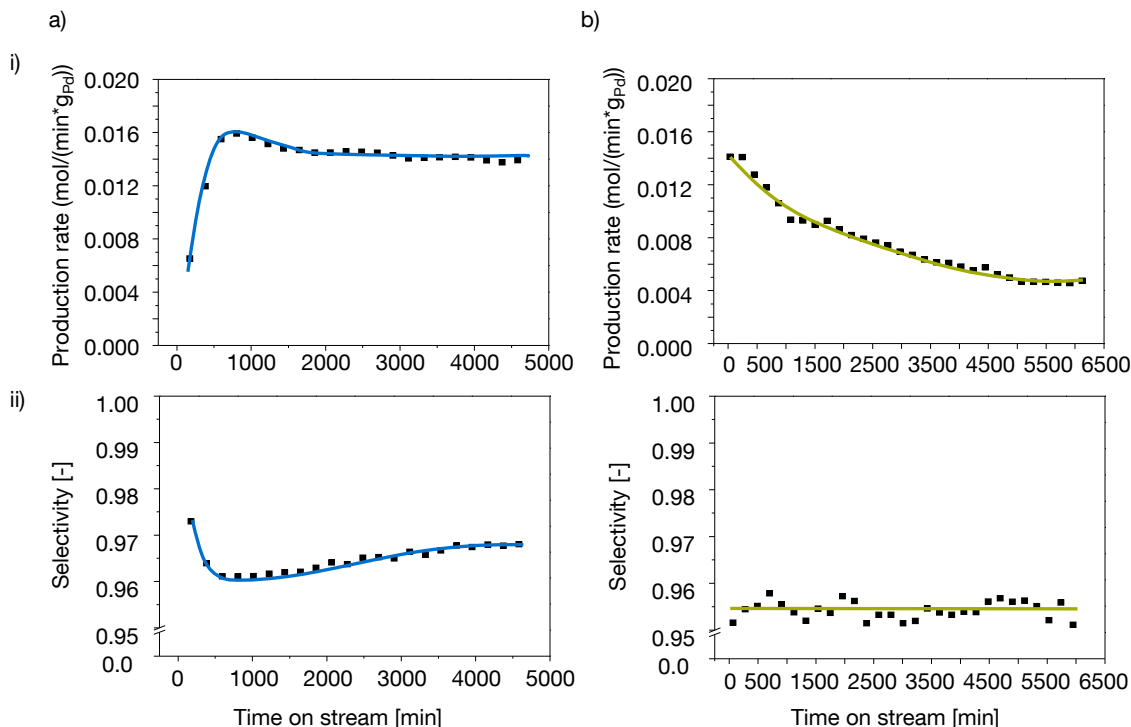 a)
b)
i)
Production rate (mol/(min*gPd))
0.020
0.016
0.012
0.008
0.004
0.000
0 1000 2000 3000 4000 5000
Production rate (mol/(min*gPd))
0.020
0.016
0.012
0.008
0.004
0.000
0 500 1500 2500 3500 4500 5500 6500
ii)
Selectivity [-]
1.00
0.99
0.98
0.97
0.96
0.95
0.0
0 1000 2000 3000 4000 5000
Time on stream [min]
Selectivity [-]
1.00
0.99
0.98
0.97
0.96
0.95
0.0
0 500 1500 2500 3500 4500 5500 6500
Time on stream [min]